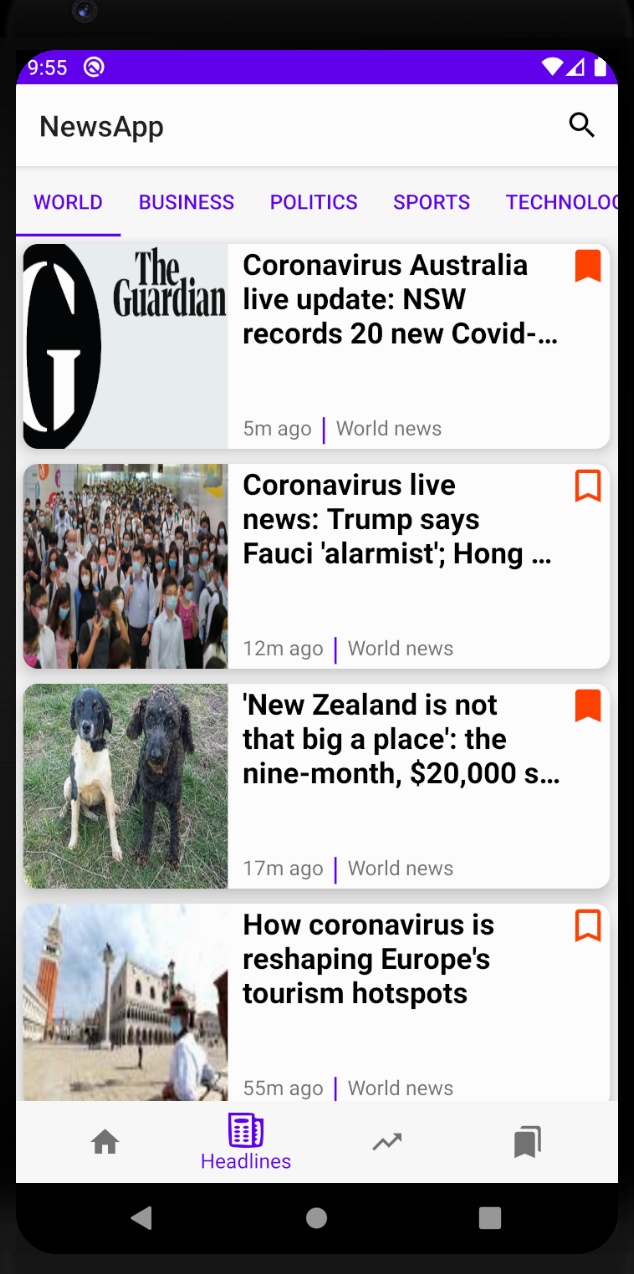 9:55
NewsApp
WORLD BUSINESS POLITICS SPORTS TECHNOLOG
The
Guardian
G
Coronavirus Australia
live update: NSW
records 20 new Covid-...
5m ago | World news
Coronavirus live
news: Trump says
Fauci 'alarmist'; Hong ...
12m ago | World news
'New Zealand is not
that big a place': the
nine-month, $20,000 s...
17m ago | World news
How coronavirus is
reshaping Europe's
tourism hotspots
55m ago | World news
Headlines